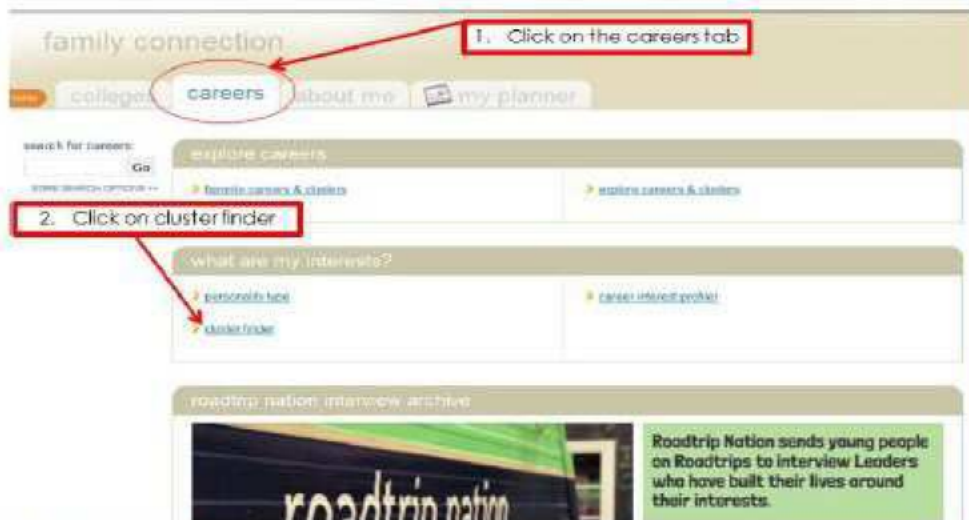 family connection
1. Click on the careers tab
colleges
careers
about me
my planner
search for careers:
Go
explore careers
favorite careers & clusters
explore careers & clusters
2. Click on cluster finder
what are my interests?
personality type
career interest profiler
cluster finder
roadtrip nation interview archive
roadtrip nation
Roadtrip Nation sends young people
on Roadtrips to interview Leaders
who have built their lives around
their interests.